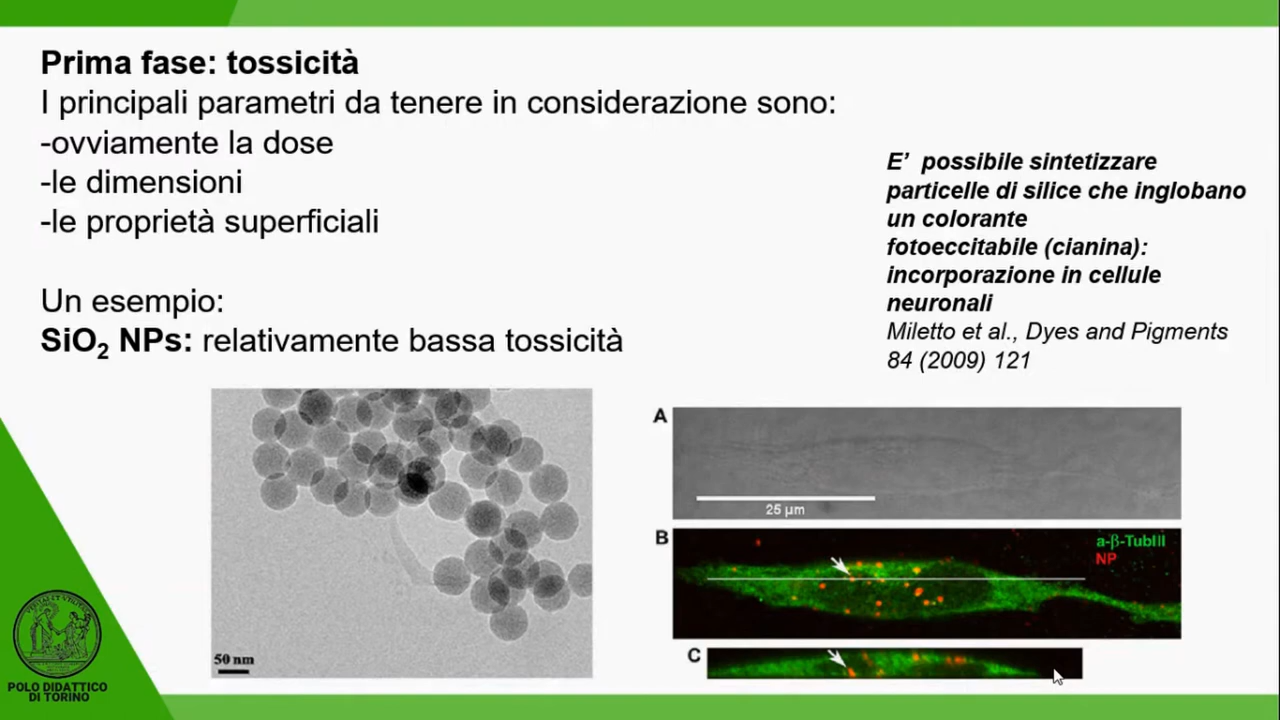 Prima fase: tossicità
I principali parametri da tenere in considerazione sono:
-ovviamente la dose
-le dimensioni
-le proprietà superficiali
Un esempio:
SiO2 NPs: relativamente bassa tossicità
E’ possibile sintetizzare
particelle di silice che inglobano
un colorante
fotoeccitabile (cianina):
incorporazione in cellule
neuronali
Miletto et al., Dyes and Pigments
84 (2009) 121
50 nm
A
25 µm
B
a-β-TubIII
NP
C
POLO DIDATTICO
DI TORINO